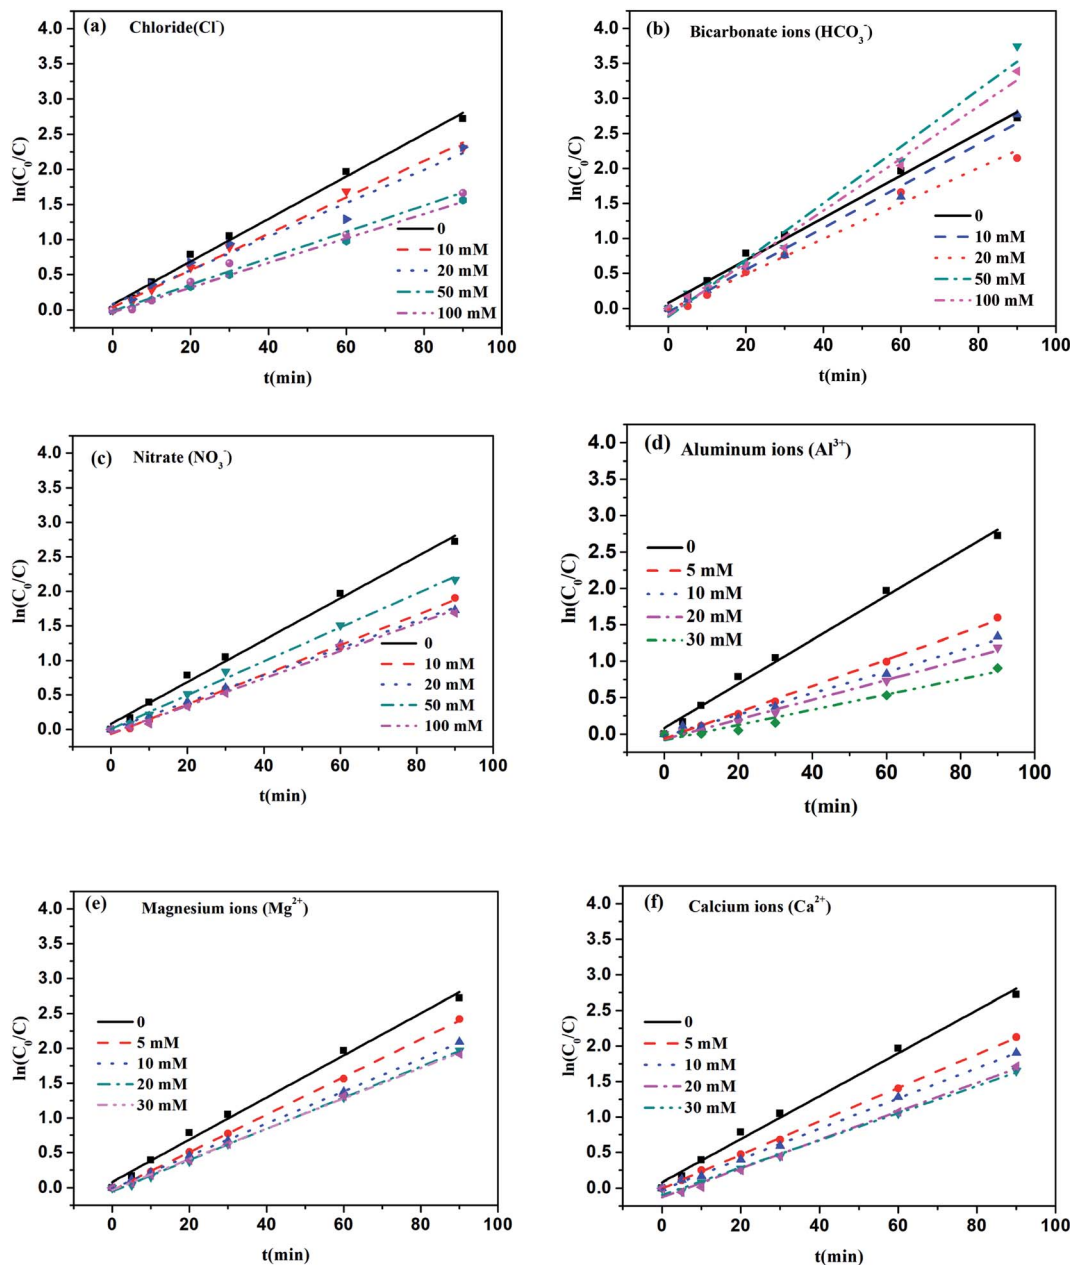 (a) Chloride(Cl⁻)
4.0
3.5
3.0
2.5
2.0
1.5
1.0
0.5
0.0
ln(C₀/C)
0
10 mM
20 mM
50 mM
100 mM
0 20 40 60 80 100
t(min)
(b) Bicarbonate ions (HCO₃⁻)
4.0
3.5
3.0
2.5
2.0
1.5
1.0
0.5
0.0
ln(C₀/C)
0
10 mM
20 mM
50 mM
100 mM
0 20 40 60 80 100
t(min)
(c) Nitrate (NO₃⁻)
4.0
3.5
3.0
2.5
2.0
1.5
1.0
0.5
0.0
ln(C₀/C)
0
10 mM
20 mM
50 mM
100 mM
0 20 40 60 80 100
t(min)
(d) Aluminum ions (Al³⁺)
4.0
3.5
3.0
2.5
2.0
1.5
1.0
0.5
0.0
ln(C₀/C)
0
5 mM
10 mM
20 mM
30 mM
0 20 40 60 80 100
t(min)
(e) Magnesium ions (Mg²⁺)
4.0
3.5
3.0
2.5
2.0
1.5
1.0
0.5
0.0
ln(C₀/C)
0
5 mM
10 mM
20 mM
30 mM
0 20 40 60 80 100
t(min)
(f) Calcium ions (Ca²⁺)
4.0
3.5
3.0
2.5
2.0
1.5
1.0
0.5
0.0
ln(C₀/C)
0
5 mM
10 mM
20 mM
30 mM
0 20 40 60 80 100
t(min)